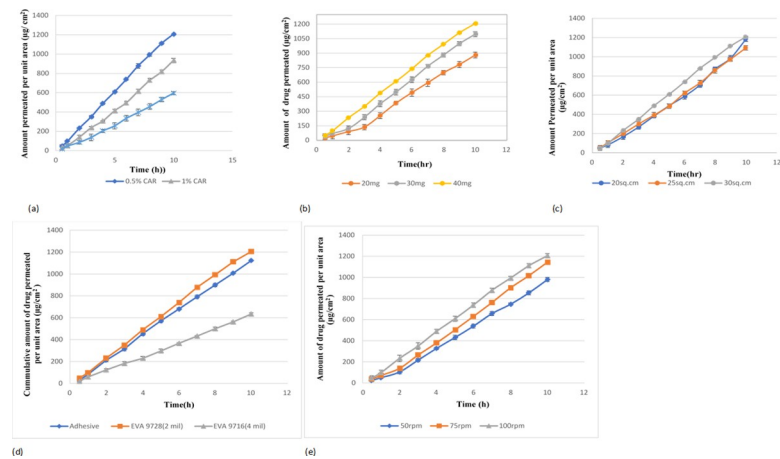 Amount permeated per unit area (µg/ cm²)
1400
1200
1000
800
600
400
200
0
0 5 10 15
Time (h))
0.5% CAR 1% CAR
(a)
Amount of drug permeated (µg/cm²)
1400
1200
1000
800
600
400
200
0
0 2 4 6 8 10 12
Time(hr)
20mg 30mg 40mg
(b)
Amount Permeated per unit area
(µg/cm²)
1400
1200
1000
800
600
400
200
0
0 2 4 6 8 10 12
Time(hr)
20sq.cm 25sq.cm 30sq.cm
(c)
Cummulative amount of drug permeated
per unit area (µg/cm²)
1400
1200
1000
800
600
400
200
0
0 2 4 6 8 10 12
Time(h)
Adhesive EVA 9728(2 mil) EVA 9716(4 mil)
(d)
Amount of drug permeated per unit area
(µg/cm²)
1400
1200
1000
800
600
400
200
0
0 2 4 6 8 10 12
Time (h)
50rpm 75rpm 100rpm
(e)